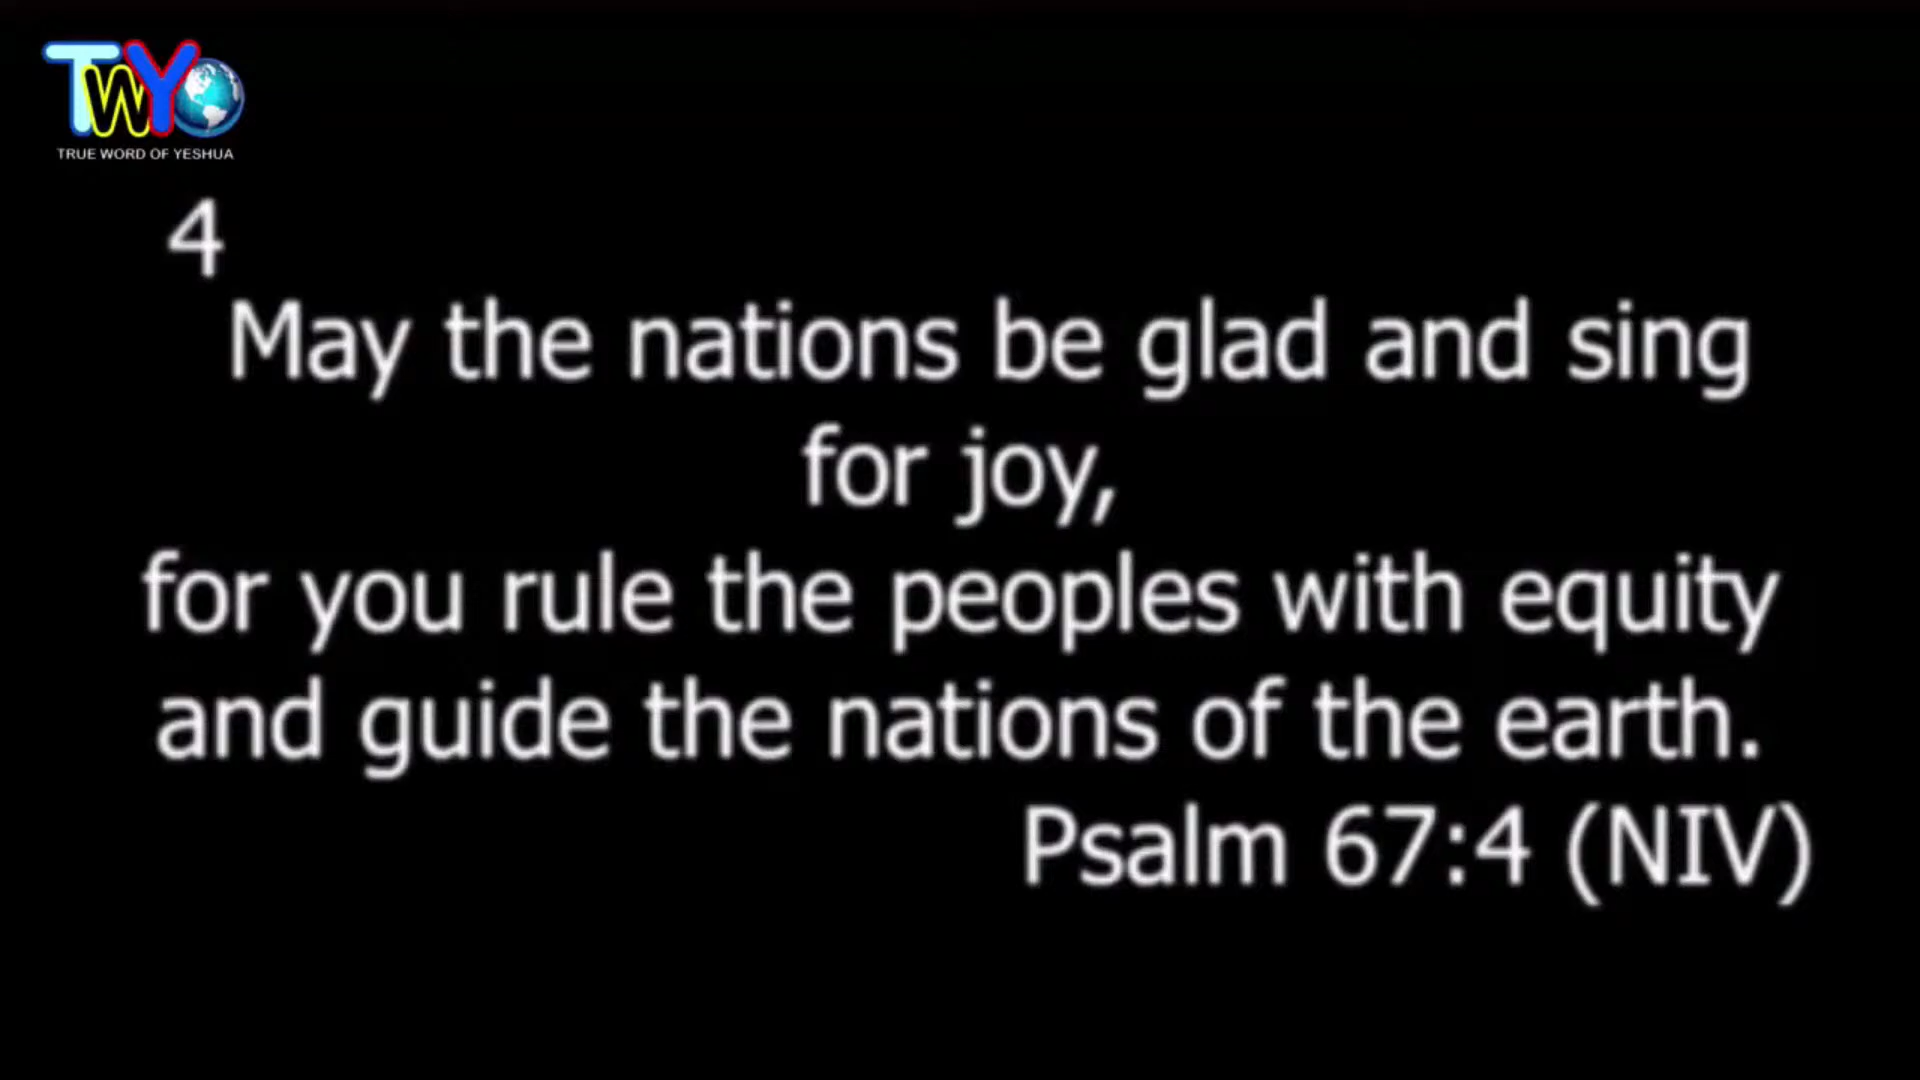 TWY
TRUE WORD OF YESHUA
4
May the nations be glad and sing
for joy,
for you rule the peoples with equity
and guide the nations of the earth.
Psalm 67:4 (NIV)